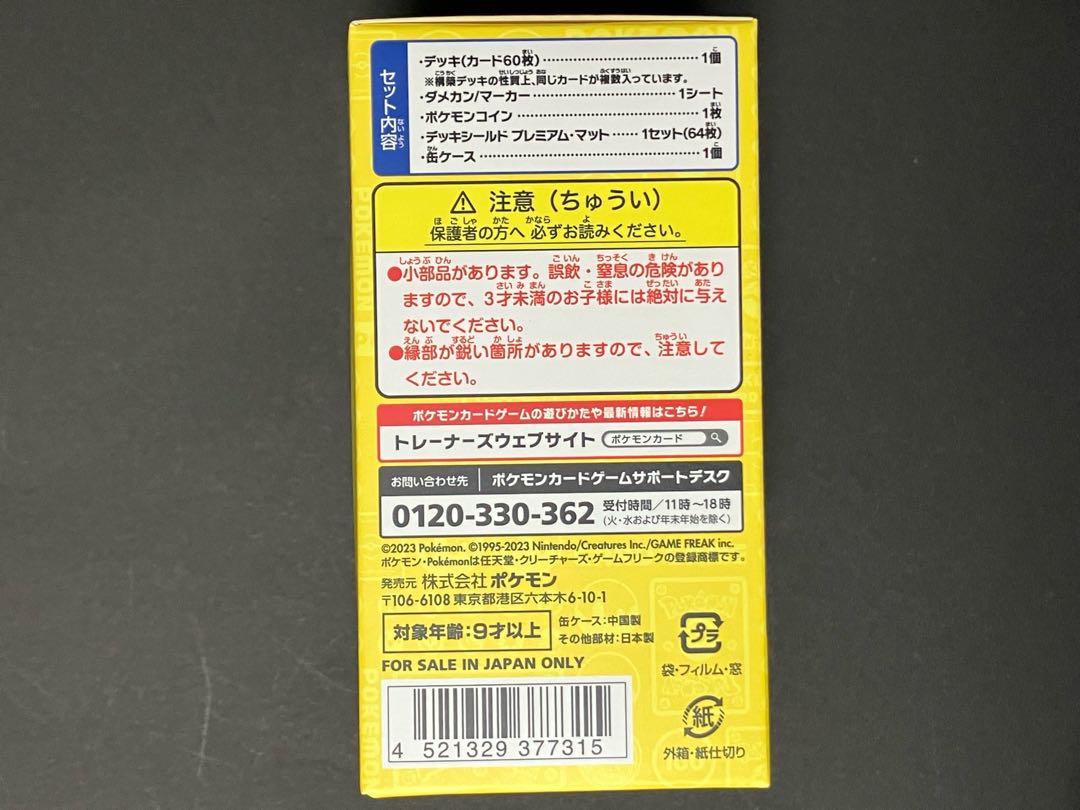 セット内容
・デッキ(カード60枚)……………………1個
※構築デッキの性質上、同じカードが複数入っています。
・ダメカン/マーカー……………………1シート
・ポケモンコイン……………………1枚
・デッキシールド プレミアム・マット……1セット(64枚)
・缶ケース……………………1個
⚠ 注意（ちゅうい）
保護者の方へ 必ずお読みください。
●小部品があります。誤飲・窒息の危険があり
ますので、3才未満のお子様には絶対に与え
ないでください。
●縁部が鋭い箇所がありますので、注意して
ください。
ポケモンカードゲームの遊びかたや最新情報はこちら!
トレーナーズウェブサイト ポケモンカード
お問い合わせ先 ポケモンカードゲームサポートデスク
0120-330-362 受付時間/11時～18時
(火・水および年末年始を除く)
©2023 Pokémon. ©1995-2023 Nintendo/Creatures Inc./GAME FREAK inc.
ポケモン・Pokémonは任天堂・クリーチャーズ・ゲームフリークの登録商標です。
発売元 株式会社ポケモン
〒106-6108 東京都港区六本木6-10-1
対象年齢:9才以上
缶ケース:中国製
その他部材:日本製
プラ
袋・フィルム・窓
FOR SALE IN JAPAN ONLY
4 521329 377315
紙
外箱・紙仕切り